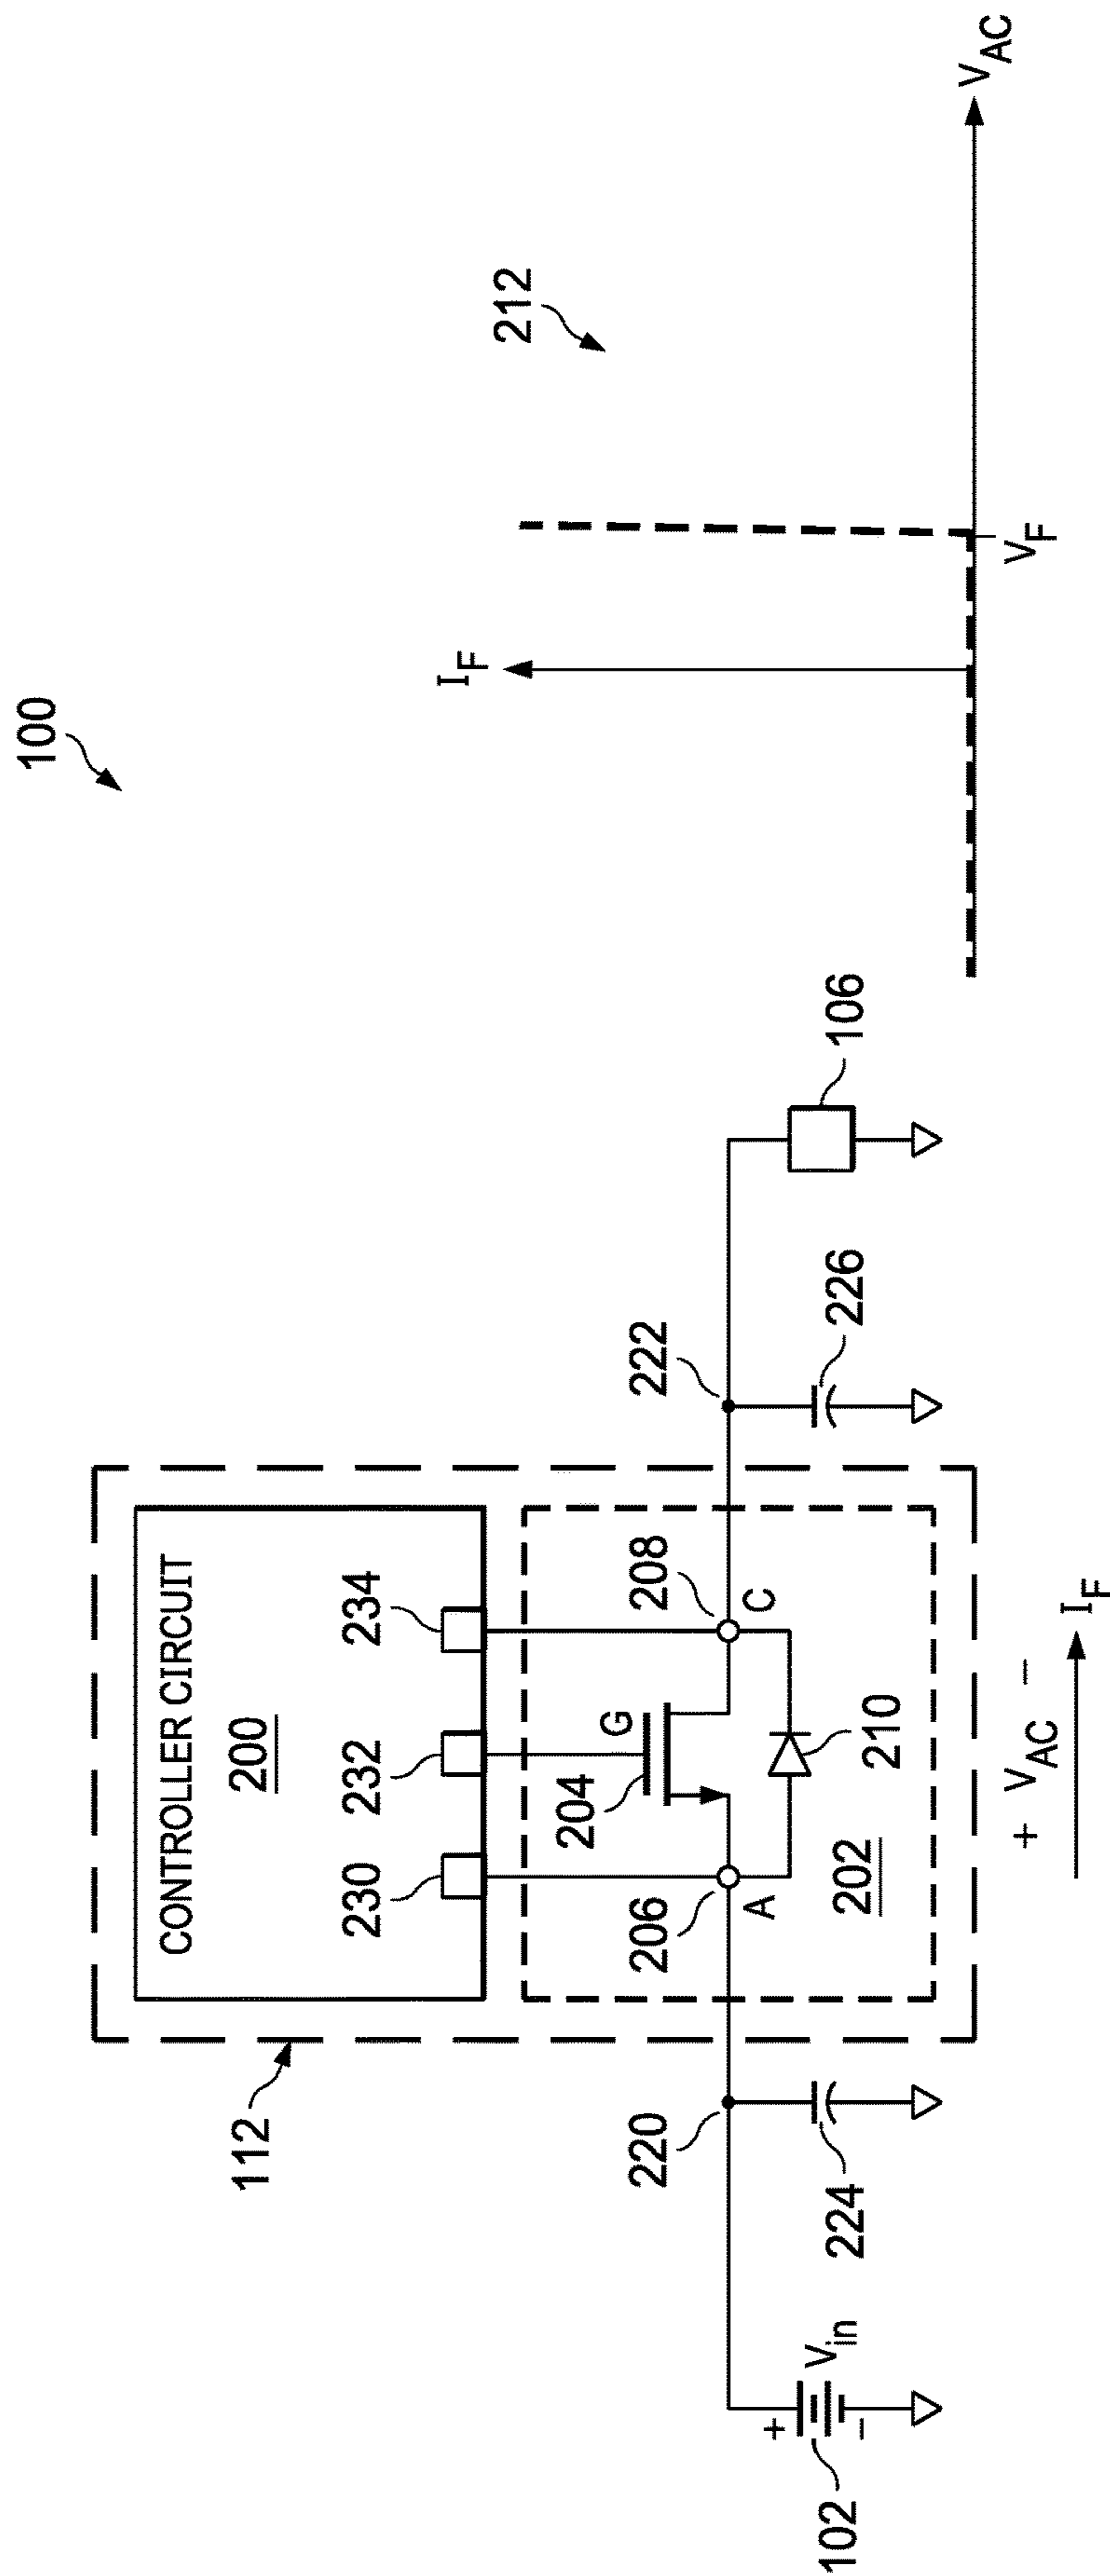 100
212
I_F
V_F
V_AC
112
CONTROLLER CIRCUIT
200
230
232
234
204
G
206
A
208
C
210
202
220
222
224
226
102
+
−
V_in
106
+ V_AC −
I_F